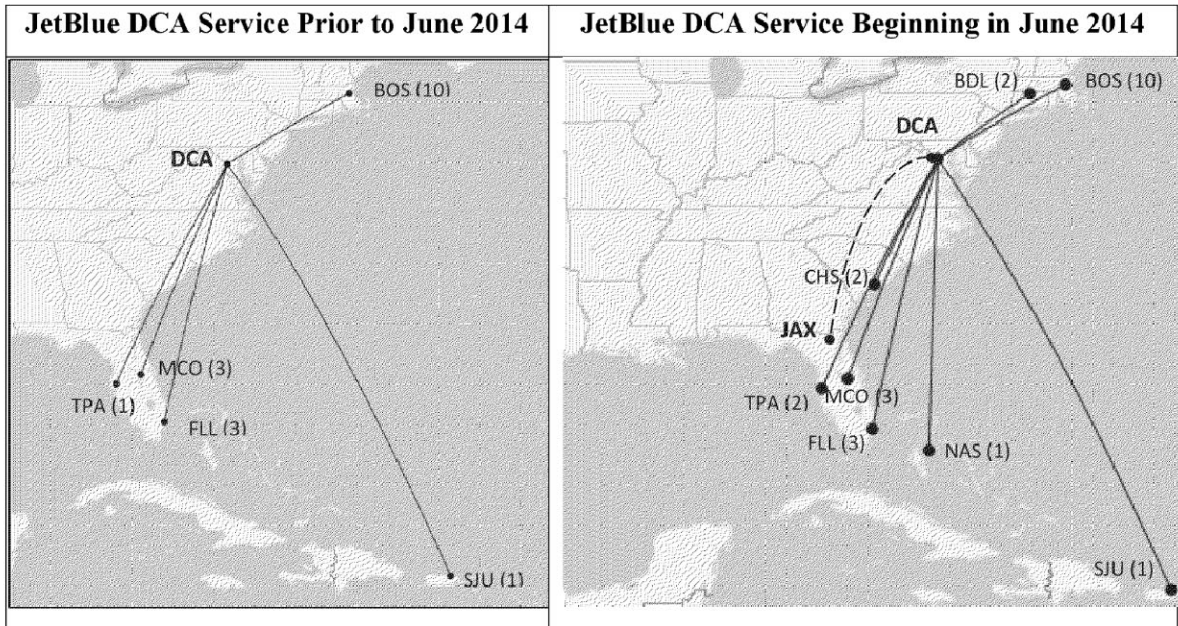 JetBlue DCA Service Prior to June 2014
BOS (10)
DCA
MCO (3)
TPA (1)
FLL (3)
SJU (1)
JetBlue DCA Service Beginning in June 2014
BDL (2)
BOS (10)
DCA
CHS (2)
JAX
TPA (2)
MCO (3)
FLL (3)
NAS (1)
SJU (1)